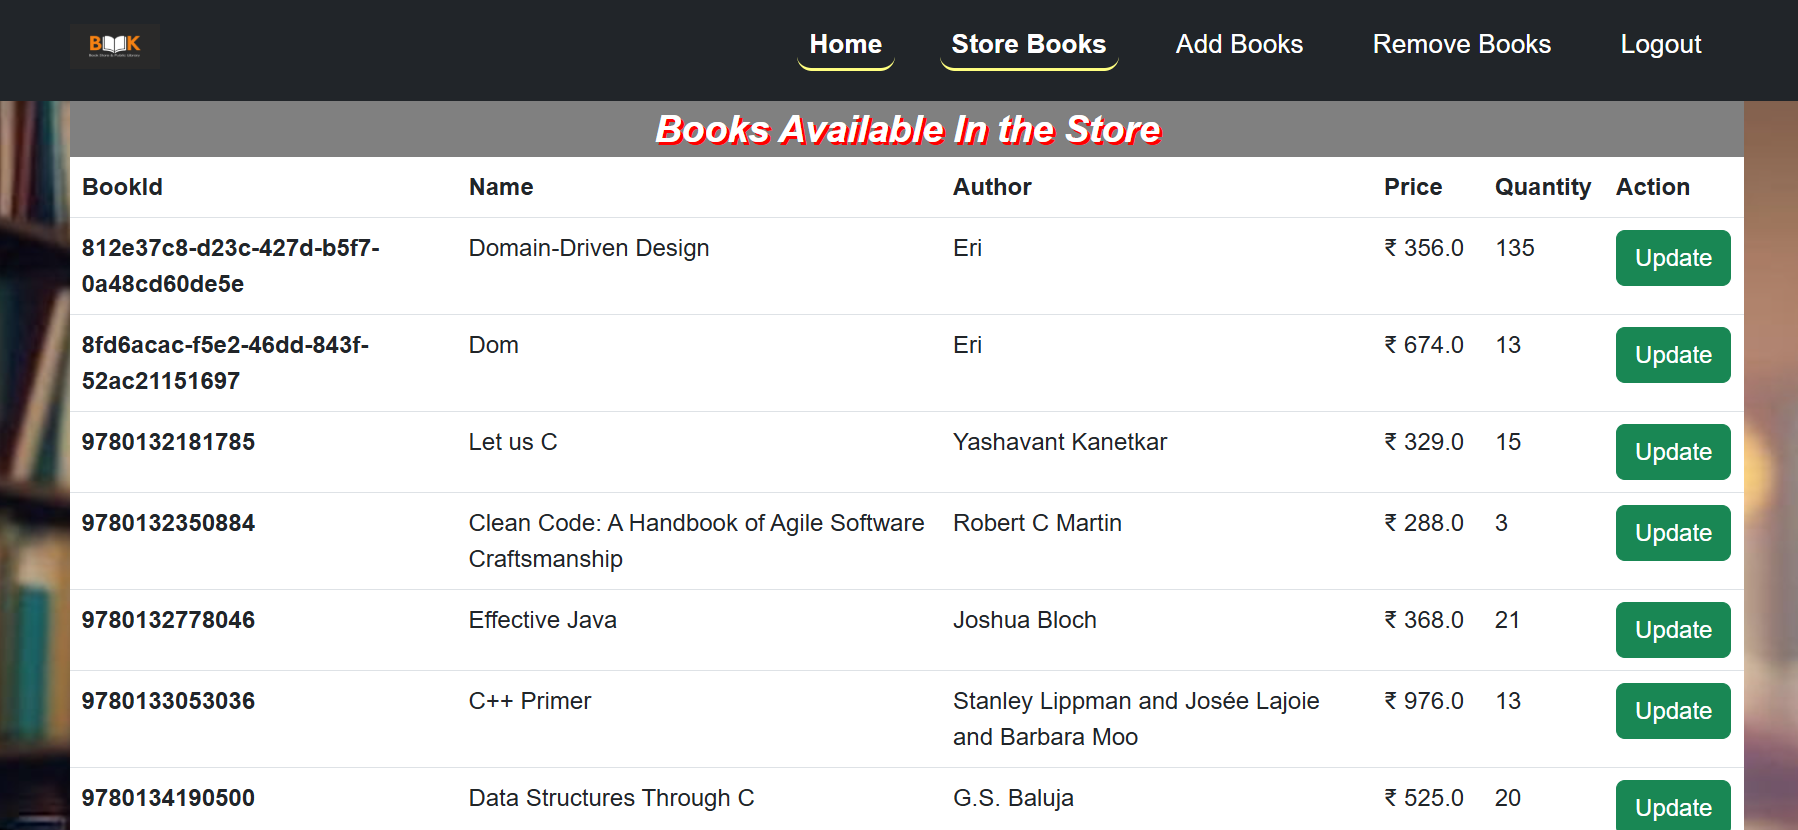 BOOK
Home Store Books Add Books Remove Books Logout
Books Available In the Store
BookId Name Author Price Quantity Action
812e37c8-d23c-427d-b5f7-0a48cd60de5e Domain-Driven Design Eri ₹ 356.0 135 Update
8fd6acac-f5e2-46dd-843f-52ac21151697 Dom Eri ₹ 674.0 13 Update
9780132181785 Let us C Yashavant Kanetkar ₹ 329.0 15 Update
9780132350884 Clean Code: A Handbook of Agile Software Craftsmanship Robert C Martin ₹ 288.0 3 Update
9780132778046 Effective Java Joshua Bloch ₹ 368.0 21 Update
9780133053036 C++ Primer Stanley Lippman and Josée Lajoie and Barbara Moo ₹ 976.0 13 Update
9780134190500 Data Structures Through C G.S. Baluja ₹ 525.0 20 Update